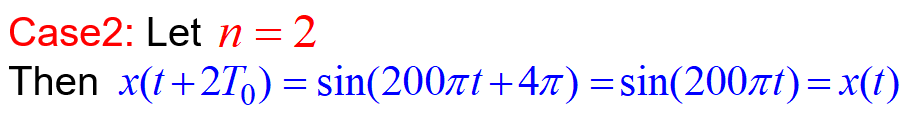 Case2: Let n = 2
Then x(t+2T₀) = sin(200πt+4π) = sin(200πt) = x(t)